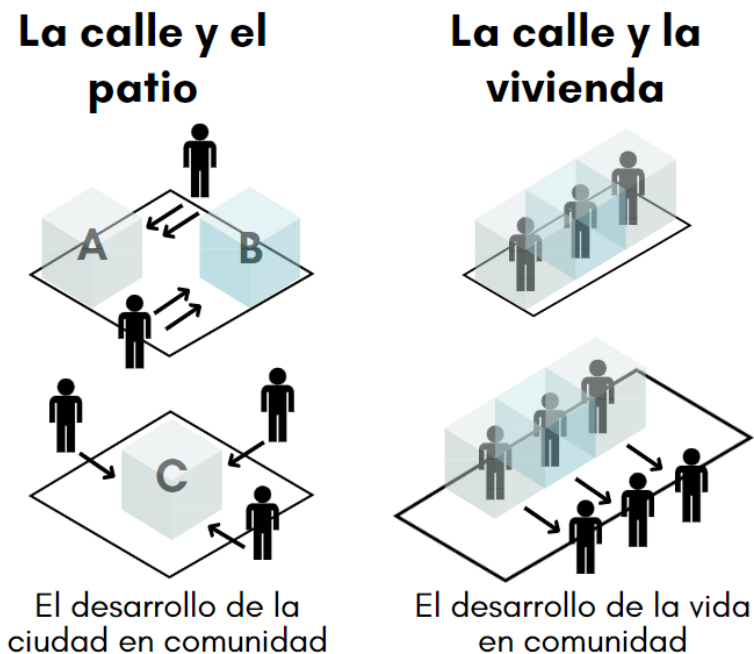 La calle y el
patio
A
B
C
El desarrollo de la
ciudad en comunidad
La calle y la
vivienda
El desarrollo de la vida
en comunidad